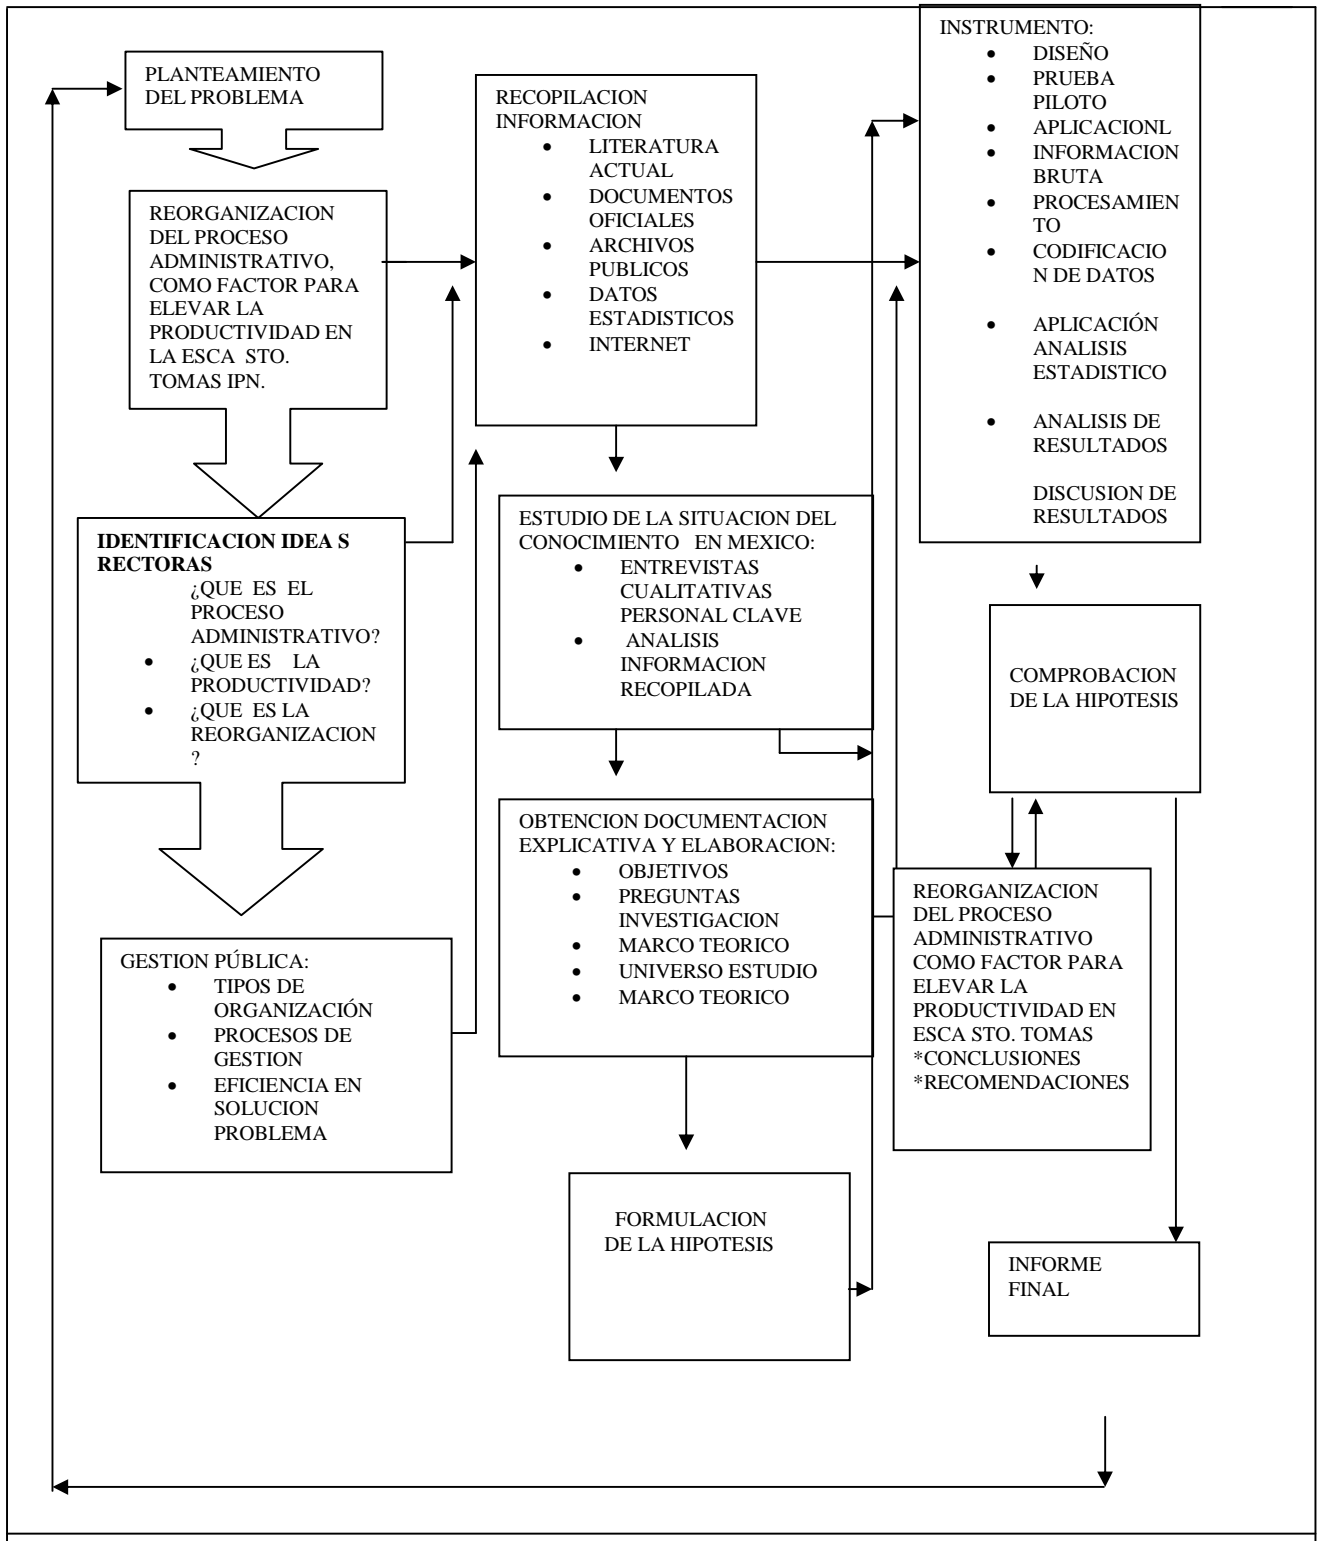 PLANTEAMIENTO
DEL PROBLEMA
REORGANIZACION
DEL PROCESO
ADMINISTRATIVO,
COMO FACTOR PARA
ELEVAR LA
PRODUCTIVIDAD EN
LA ESCA STO.
TOMAS IPN.
IDENTIFICACION IDEA S
RECTORAS
¿QUE ES EL
PROCESO
ADMINISTRATIVO?
• ¿QUE ES LA
PRODUCTIVIDAD?
• ¿QUE ES LA
REORGANIZACION
?
GESTION PÚBLICA:
• TIPOS DE
ORGANIZACIÓN
• PROCESOS DE
GESTION
• EFICIENCIA EN
SOLUCION
PROBLEMA
RECOPILACION
INFORMACION
• LITERATURA
ACTUAL
• DOCUMENTOS
OFICIALES
• ARCHIVOS
PUBLICOS
• DATOS
ESTADISTICOS
• INTERNET
ESTUDIO DE LA SITUACION DEL
CONOCIMIENTO EN MEXICO:
• ENTREVISTAS
CUALITATIVAS
PERSONAL CLAVE
• ANALISIS
INFORMACION
RECOPILADA
OBTENCION DOCUMENTACION
EXPLICATIVA Y ELABORACION:
• OBJETIVOS
• PREGUNTAS
INVESTIGACION
• MARCO TEORICO
• UNIVERSO ESTUDIO
• MARCO TEORICO
FORMULACION
DE LA HIPOTESIS
INSTRUMENTO:
• DISEÑO
• PRUEBA
PILOTO
• APLICACIONL
• INFORMACION
BRUTA
• PROCESAMIEN
TO
• CODIFICACIO
N DE DATOS
• APLICACIÓN
ANALISIS
ESTADISTICO
• ANALISIS DE
RESULTADOS
DISCUSION DE
RESULTADOS
COMPROBACION
DE LA HIPOTESIS
REORGANIZACION
DEL PROCESO
ADMINISTRATIVO
COMO FACTOR PARA
ELEVAR LA
PRODUCTIVIDAD EN
ESCA STO. TOMAS
*CONCLUSIONES
*RECOMENDACIONES
INFORME
FINAL